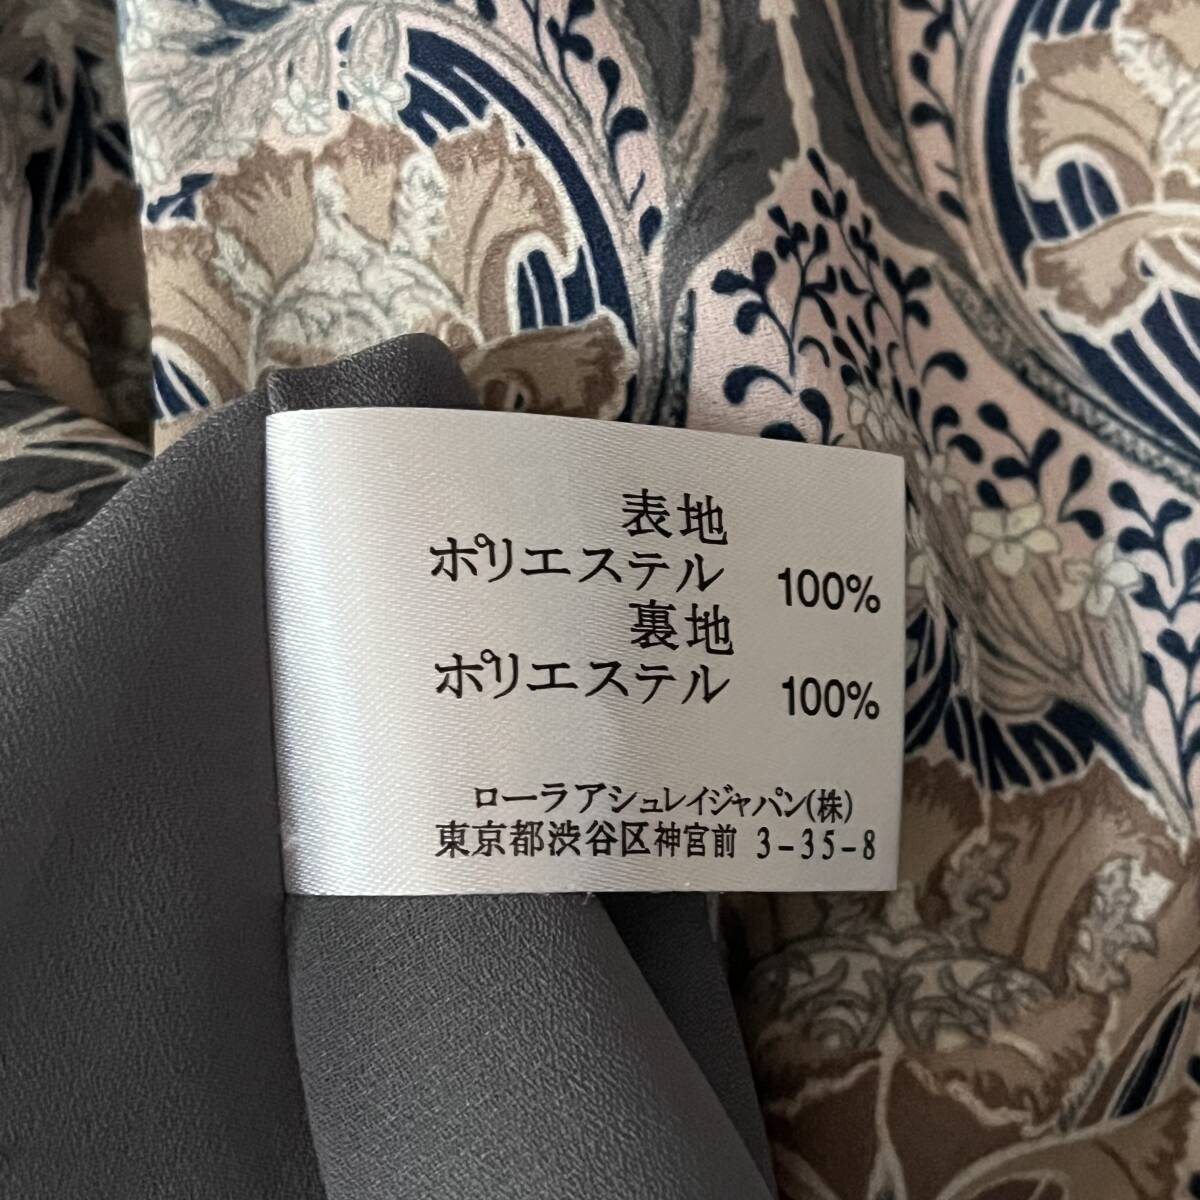 表地
ポリエステル 100%
裏地
ポリエステル 100%
ローラアシュレイジャパン(株)
東京都渋谷区神宮前 3-35-8